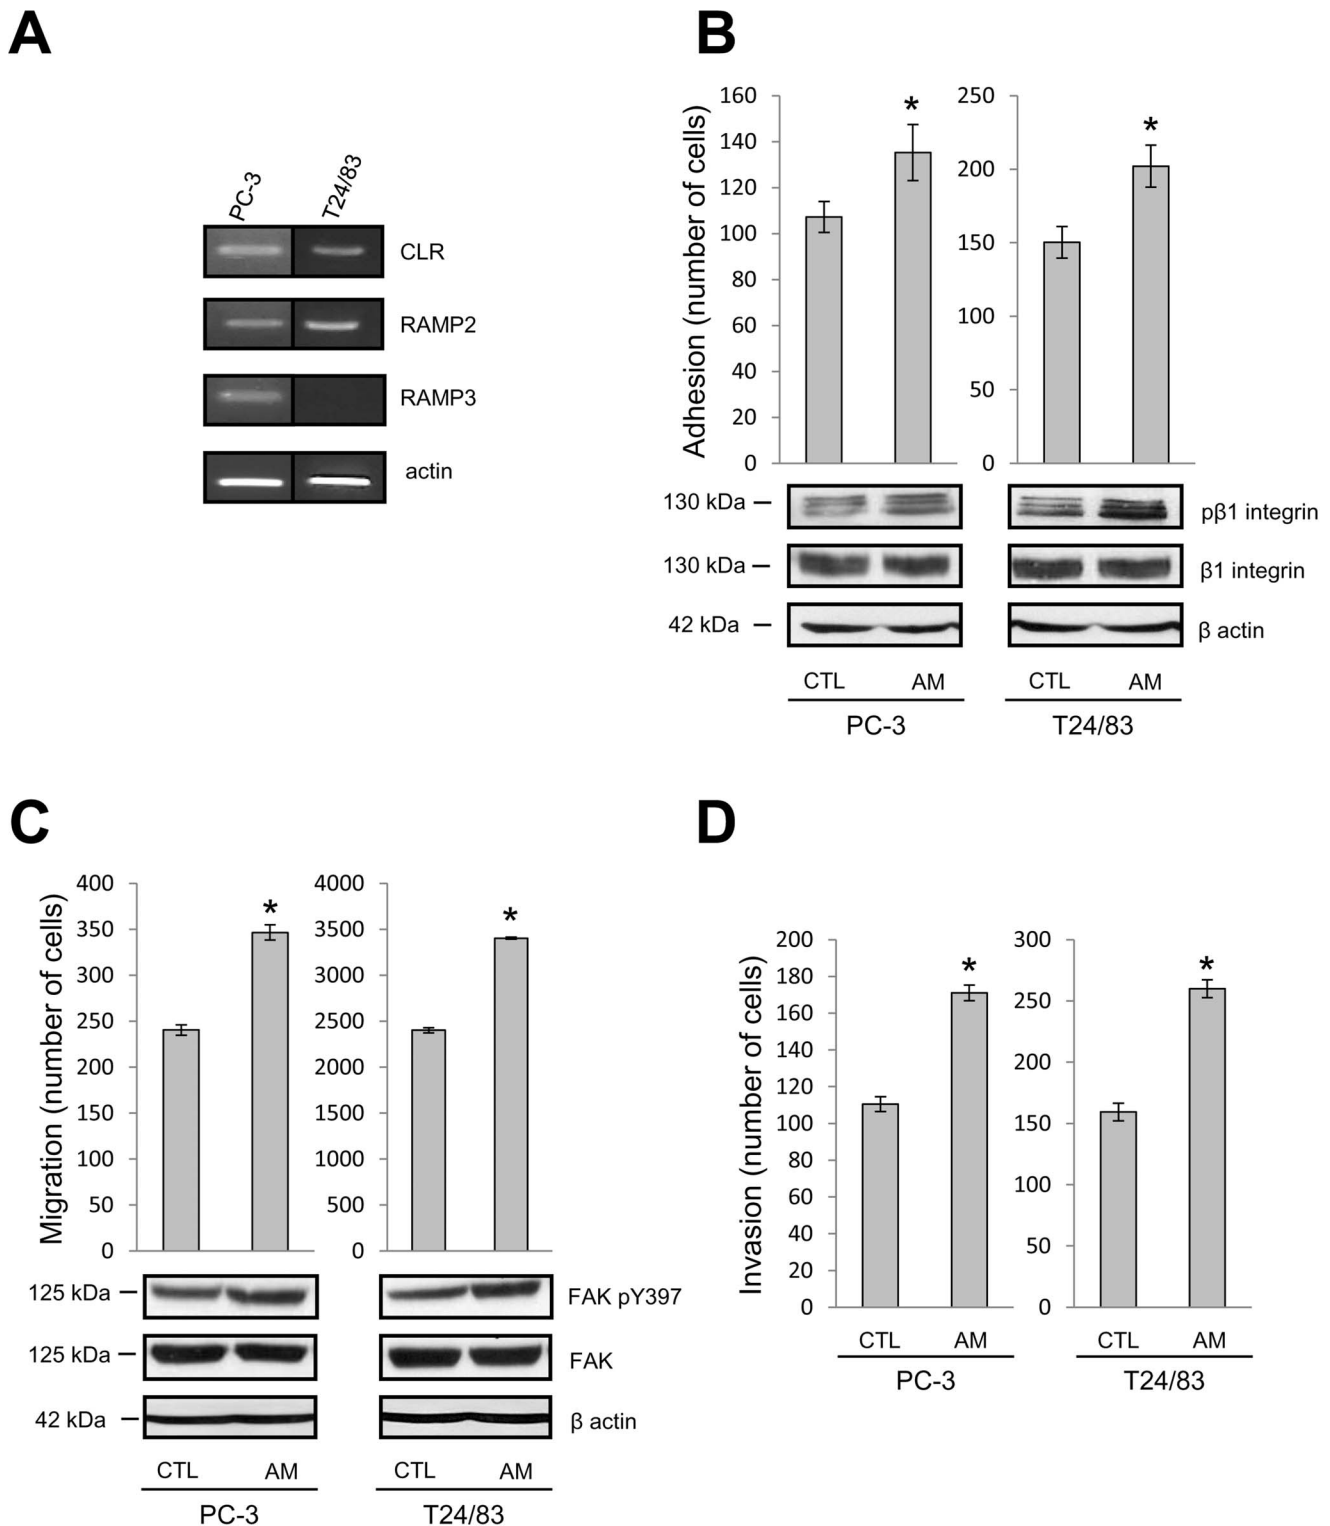 A
PC-3
T24/83
CLR
RAMP2
RAMP3
actin
B
Adhesion (number of cells)
160
140
120
100
80
60
40
20
0
*
250
200
150
100
50
0
*
130 kDa
pβ1 integrin
130 kDa
β1 integrin
42 kDa
β actin
CTL AM CTL AM
PC-3 T24/83
C
Migration (number of cells)
400
350
300
250
200
150
100
50
0
*
4000
3500
3000
2500
2000
1500
1000
500
0
*
125 kDa
FAK pY397
125 kDa
FAK
42 kDa
β actin
CTL AM CTL AM
PC-3 T24/83
D
Invasion (number of cells)
200
180
160
140
120
100
80
60
40
20
0
*
300
250
200
150
100
50
0
*
CTL AM CTL AM
PC-3 T24/83